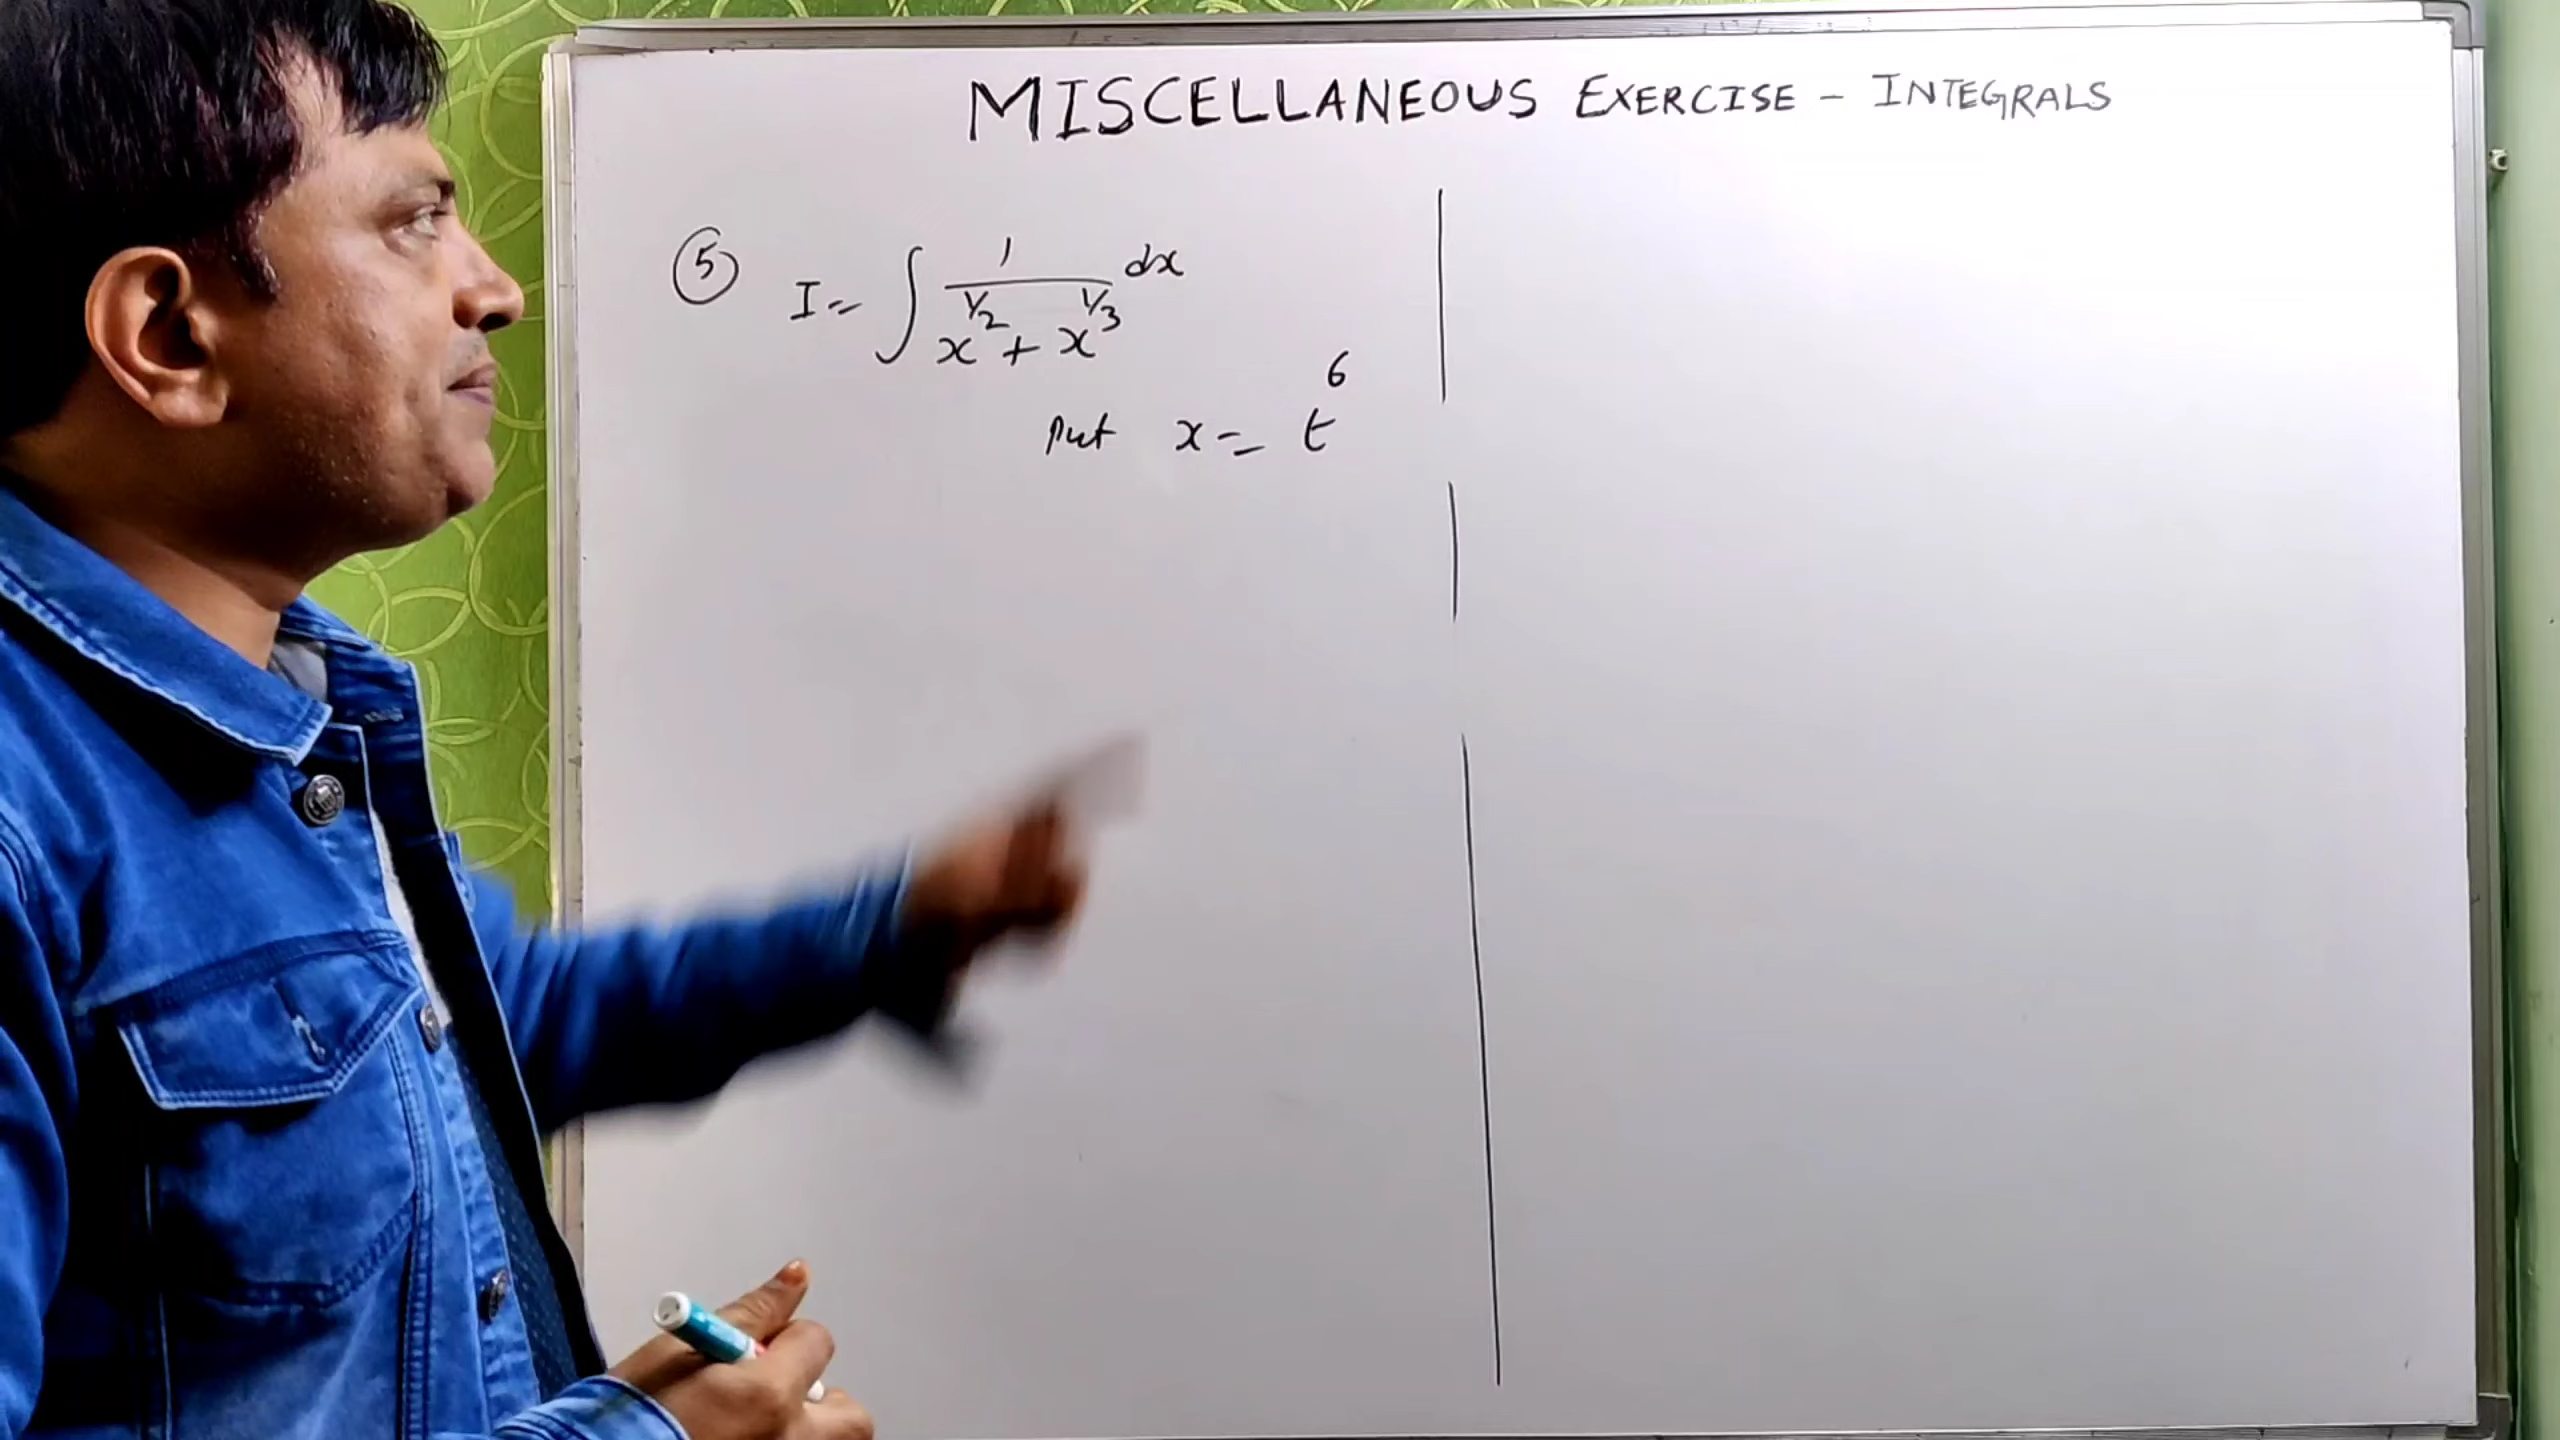 MISCELLANEOUS EXERCISE - INTEGRALS
⑤ I = ∫ 1/(x^1/2 + x^1/3) dx
put x = t^6